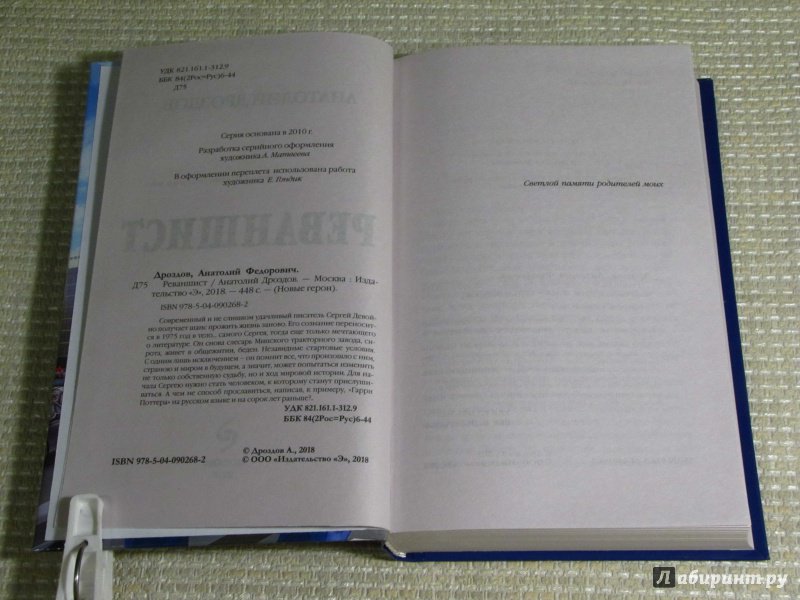 УДК 821.161.1-312.9
ББК 84(2Рос=Рус)6-44
Д75
Серия основана в 2010 г.
Разработка серийного оформления
художника А. Матвеева
В оформлении переплета использована работа
художника Е. Гондик
Дроздов, Анатолий Федорович.
Д75 Реваншист / Анатолий Дроздов. — Москва : Изда-
тельство «Э», 2018. — 448 с. — (Новые герои).
ISBN 978-5-04-090268-2
Современный и не слишком удачливый писатель Сергей Девой-
но получает шанс прожить жизнь заново. Его сознание переносит-
ся в 1975 год в тело... самого Сергея, тогда еще только мечтающего
о литературе. Он снова слесарь Минского тракторного завода, си-
рота, живет в общежитии, беден. Незавидные стартовые условия.
С одним лишь исключением – он помнит все, что произошло с ним,
страной и миром в будущем, а значит, может попытаться изменить
не только собственную судьбу, но и ход мировой истории. Для на-
чала Сергею нужно стать человеком, к которому станут прислуши-
ваться. А чем не способ прославиться, написав, к примеру, «Гарри
Поттера» на русском языке и на сорок лет раньше?..
УДК 821.161.1-312.9
ББК 84(2Рос=Рус)6-44
© Дроздов А., 2018
ISBN 978-5-04-090268-2 © ООО «Издательство «Э», 2018
Светлой памяти родителей моих
Лабиринт.ру